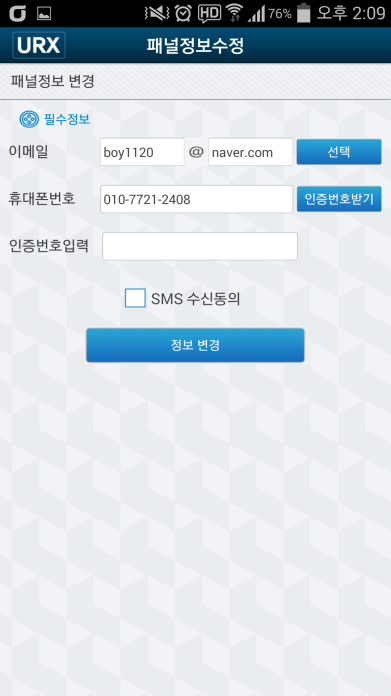 HD 76% 오후 2:09
URX 패널정보수정
패널정보 변경
필수정보
이메일 boy1120 @ naver.com 선택
휴대폰번호 010-7721-2408 인증번호받기
인증번호입력
SMS 수신동의
정보 변경